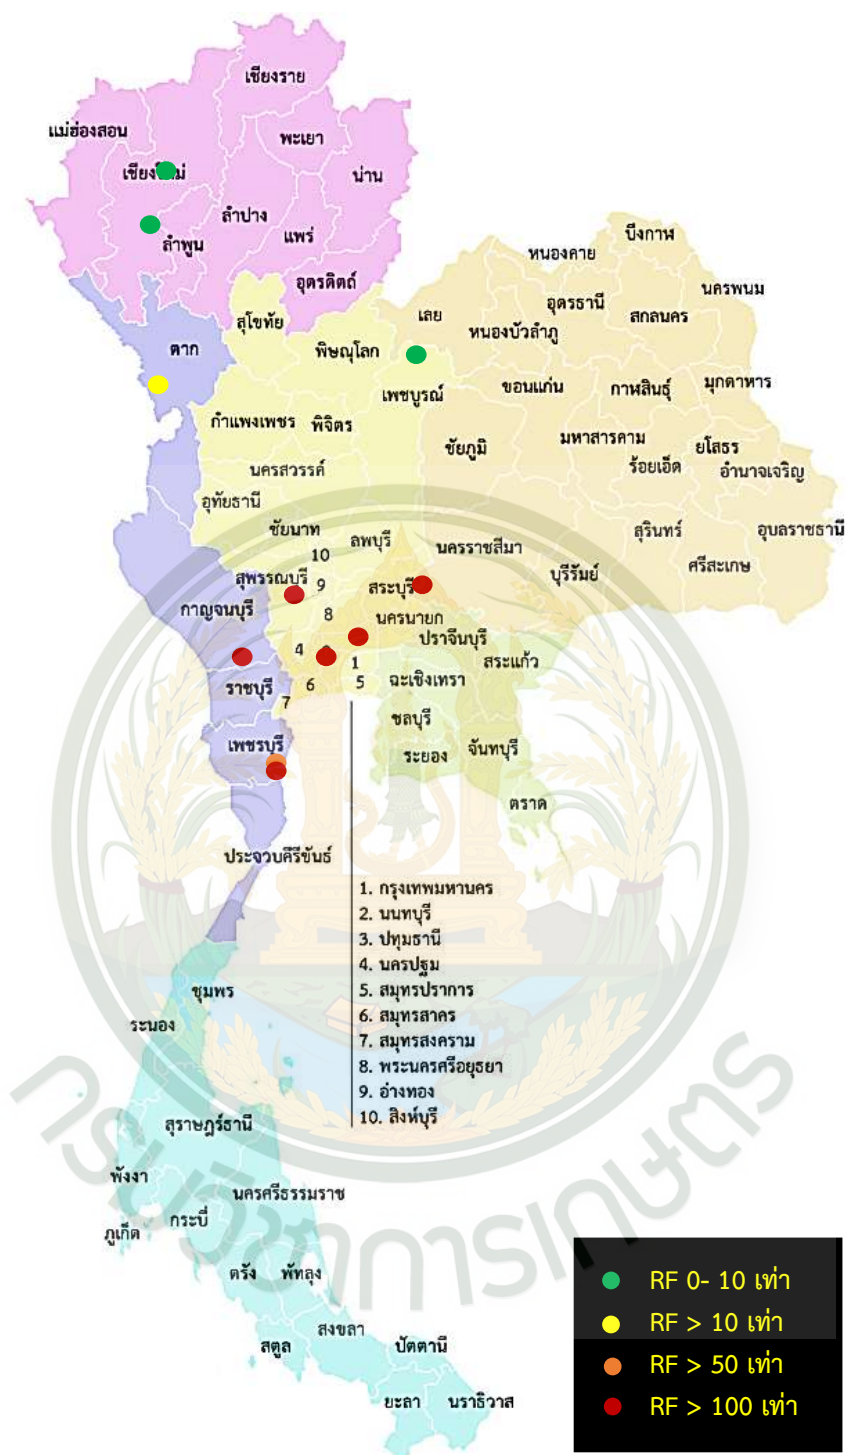 เชียงราย
แม่ฮ่องสอน
พะเยา
เชียงใหม่
น่าน
ลำปาง
แพร่
ลำพูน
อุตรดิตถ์
บึงกาฬ
หนองคาย
นครพนม
อุดรธานี
เลย
สกลนคร
สุโขทัย
หนองบัวลำภู
ตาก
พิษณุโลก
เพชบูรณ์
ขอนแก่น
กาฬสินธุ์
มุกดาหาร
กำแพงเพชร
พิจิตร
ชัยภูมิ
มหาสารคาม
ยโสธร
นครสวรรค์
ร้อยเอ็ด
อำนาจเจริญ
อุทัยธานี
ชัยนาท
ลพบุรี
นครราชสีมา
สุรินทร์
อุบลราชธานี
10
สุพรรณบุรี
9
สระบุรี
บุรีรัมย์
ศรีสะเกษ
กาญจนบุรี
8
นครนายก
ปราจีนบุรี
4
1
สระแก้ว
ราชบุรี
6
5
ฉะเชิงเทรา
7
ชลบุรี
เพชรบุรี
ระยอง
จันทบุรี
ตราด
ประจวบคีรีขันธ์
1. กรุงเทพมหานคร
2. นนทบุรี
3. ปทุมธานี
4. นครปฐม
5. สมุทรปราการ
6. สมุทรสาคร
7. สมุทรสงคราม
8. พระนครศรีอยุธยา
9. อ่างทอง
10. สิงห์บุรี
ชุมพร
ระนอง
สุราษฎร์ธานี
พังงา
นครศรีธรรมราช
กระบี่
ภูเก็ต
ตรัง
พัทลุง
สงขลา
สตูล
ปัตตานี
ยะลา
นราธิวาส
กรมวิชาการเกษตร
RF 0- 10 เท่า
RF > 10 เท่า
RF > 50 เท่า
RF > 100 เท่า